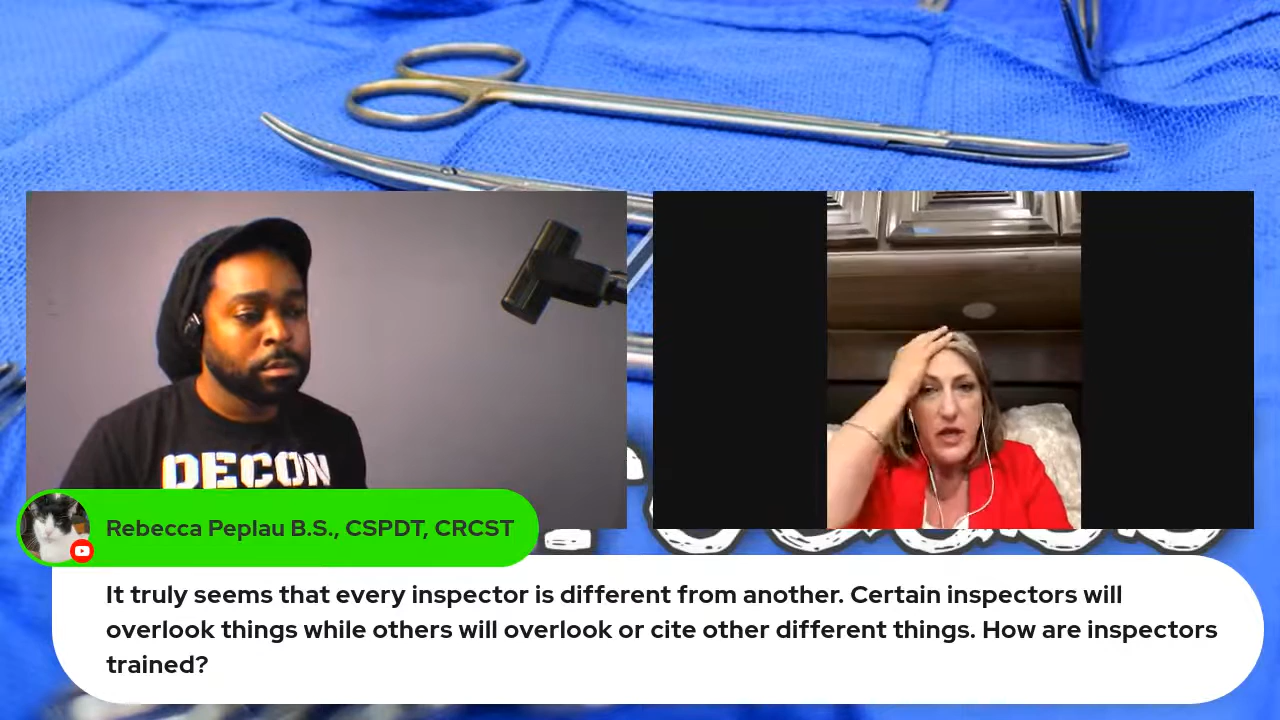 DECON
Rebecca Peplau B.S., CSPDT, CRCST
It truly seems that every inspector is different from another. Certain inspectors will
overlook things while others will overlook or cite other different things. How are inspectors
trained?